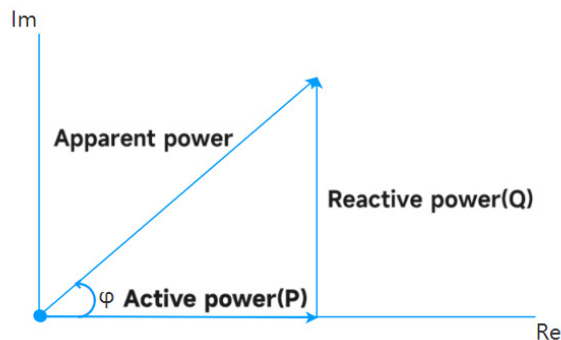 Im
Apparent power
Reactive power(Q)
φ Active power(P)
Re